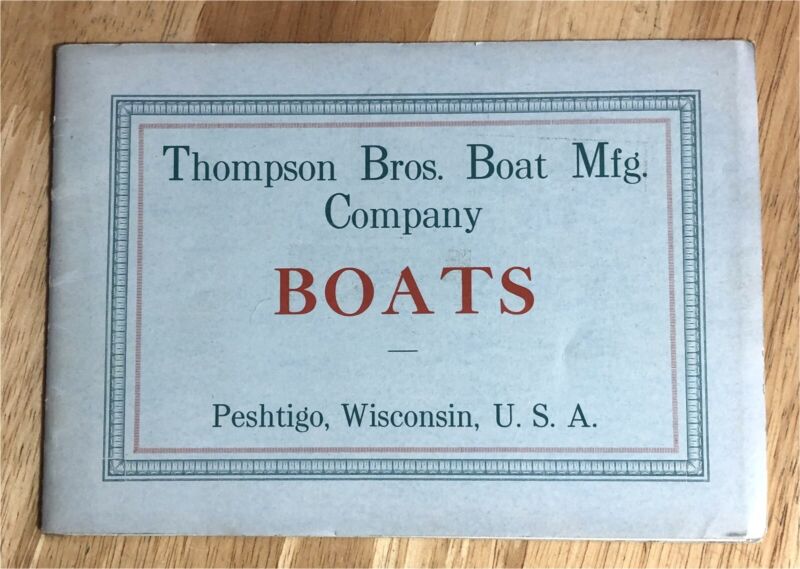 Thompson Bros. Boat Mfg.
Company
BOATS
Peshtigo, Wisconsin, U. S. A.